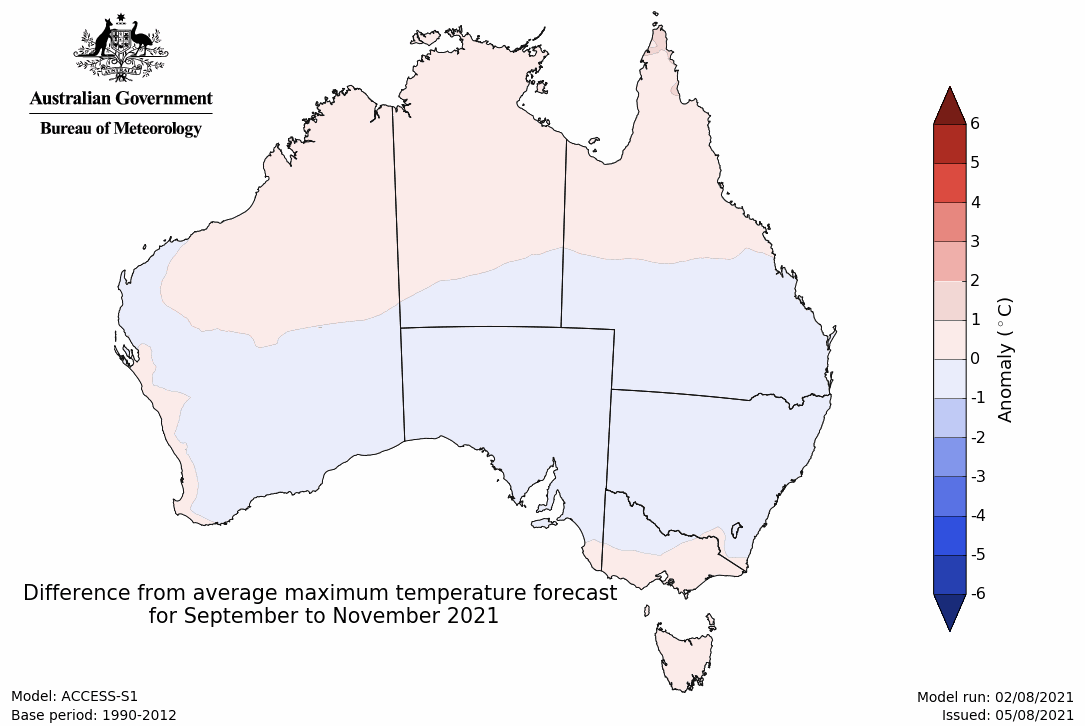 Australian Government
Bureau of Meteorology
6
5
4
3
2
1
0
-1
-2
-3
-4
-5
-6
Anomaly (°C)
Difference from average maximum temperature forecast
for September to November 2021
Model: ACCESS-S1
Base period: 1990-2012
Model run: 02/08/2021
Issued: 05/08/2021